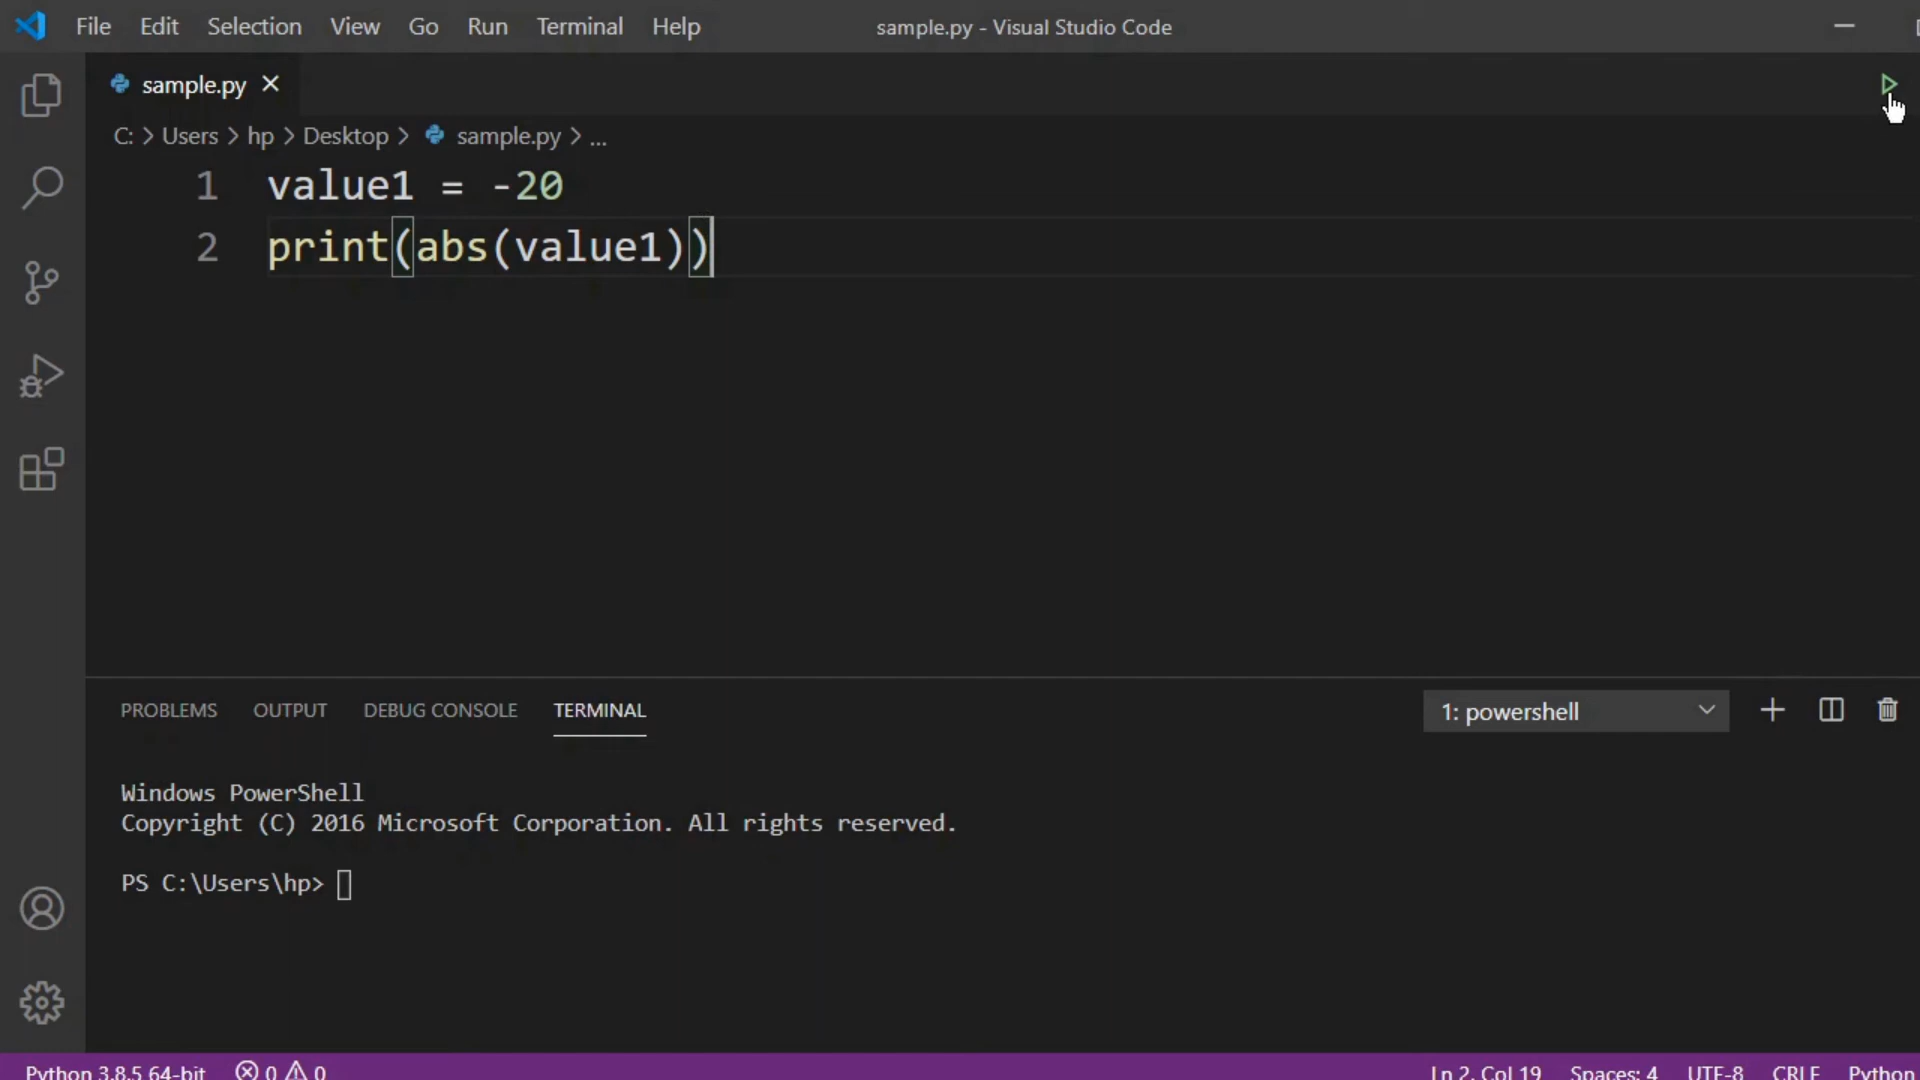 File Edit Selection View Go Run Terminal Help sample.py - Visual Studio Code
sample.py
C: > Users > hp > Desktop > sample.py > ...
1 value1 = -20
2 print(abs(value1))
PROBLEMS OUTPUT DEBUG CONSOLE TERMINAL 1: powershell
Windows PowerShell
Copyright (C) 2016 Microsoft Corporation. All rights reserved.
PS C:\Users\hp>
Python 3.8.5 64-bit 0 0 Ln 2, Col 19 Spaces: 4 UTF-8 CRLF Python